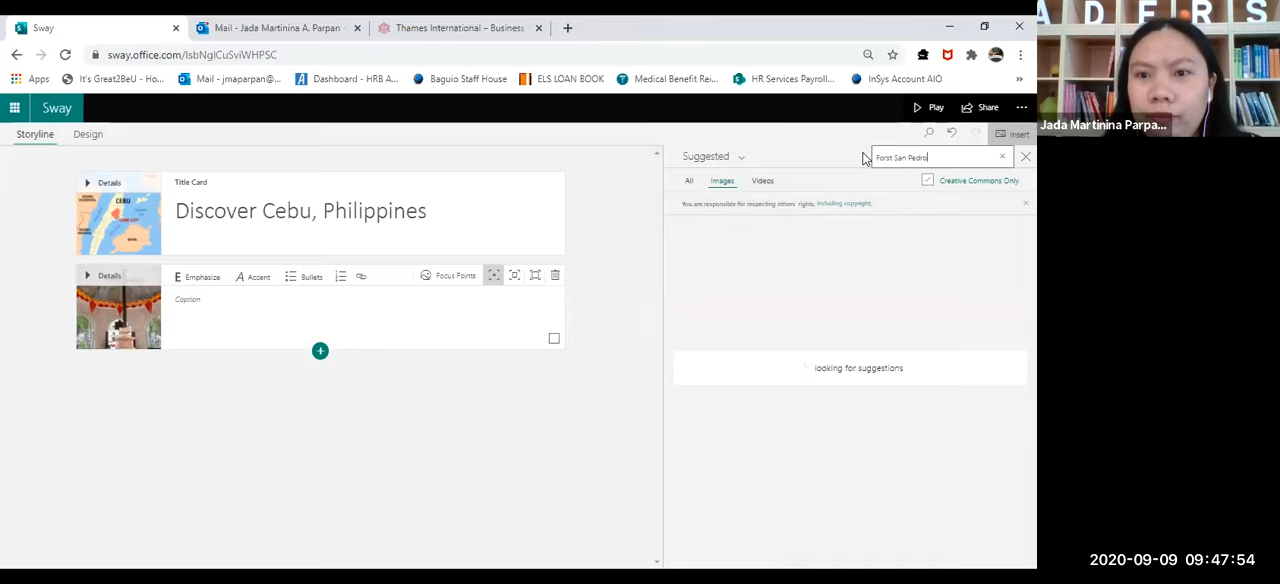 Sway
Mail - Jada Martinina A. Parpan -
Thames International – Business
sway.office.com/IsbNgICuSviWHPSC
Apps
It's Great2BeU - Ho...
Mail - jmaparpan@...
Dashboard - HRB A...
Baguio Staff House
ELS LOAN BOOK
Medical Benefit Rei...
HR Services Payroll...
InSys Account AIO
»
Sway
Play
Share
Storyline
Design
Insert
Suggested
Forst San Pedro
All
Images
Videos
Creative Commons Only
You are responsible for respecting others' rights, including copyright.
Details
Title Card
CEBU
Discover Cebu, Philippines
Details
E Emphasize
A Accent
Bullets
Focus Points
Caption
looking for suggestions
A D E R S
Jada Martinina Parpa...
2020-09-09 09:47:54